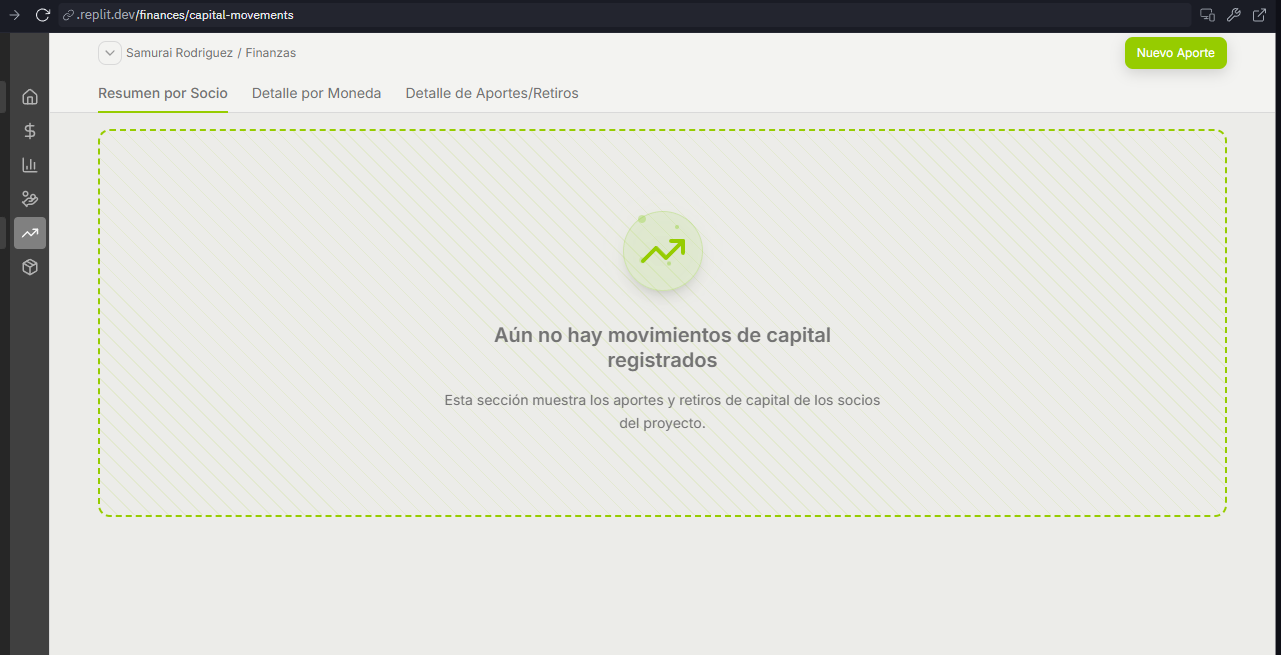 .replit.dev/finances/capital-movements
Samurai Rodriguez / Finanzas
Nuevo Aporte
Resumen por Socio
Detalle por Moneda
Detalle de Aportes/Retiros
Aún no hay movimientos de capital
registrados
Esta sección muestra los aportes y retiros de capital de los socios
del proyecto.